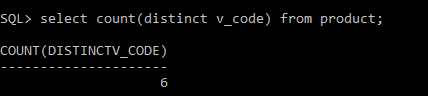 SQL> select count(distinct v_code) from product;
COUNT(DISTINCTV_CODE)
---------------------
6